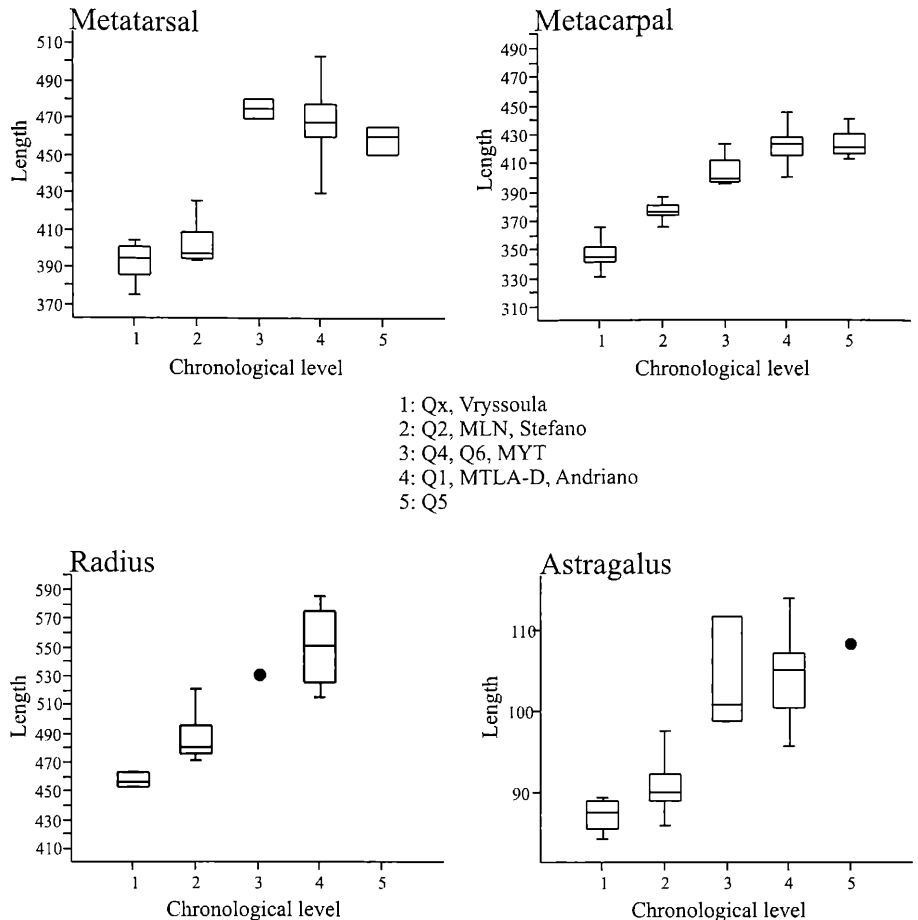 Metatarsal
510
490
470
450
430
410
390
370
Length
1 2 3 4 5
Chronological level
Metacarpal
490
470
450
430
410
390
370
350
330
310
Length
1 2 3 4 5
Chronological level
1: Qx, Vryssoula
2: Q2, MLN, Stefano
3: Q4, Q6, MYT
4: Q1, MTLA-D, Andriano
5: Q5
Radius
590
570
550
530
510
490
470
450
430
410
Length
1 2 3 4 5
Chronological level
Astragalus
110
100
90
Length
1 2 3 4 5
Chronological level